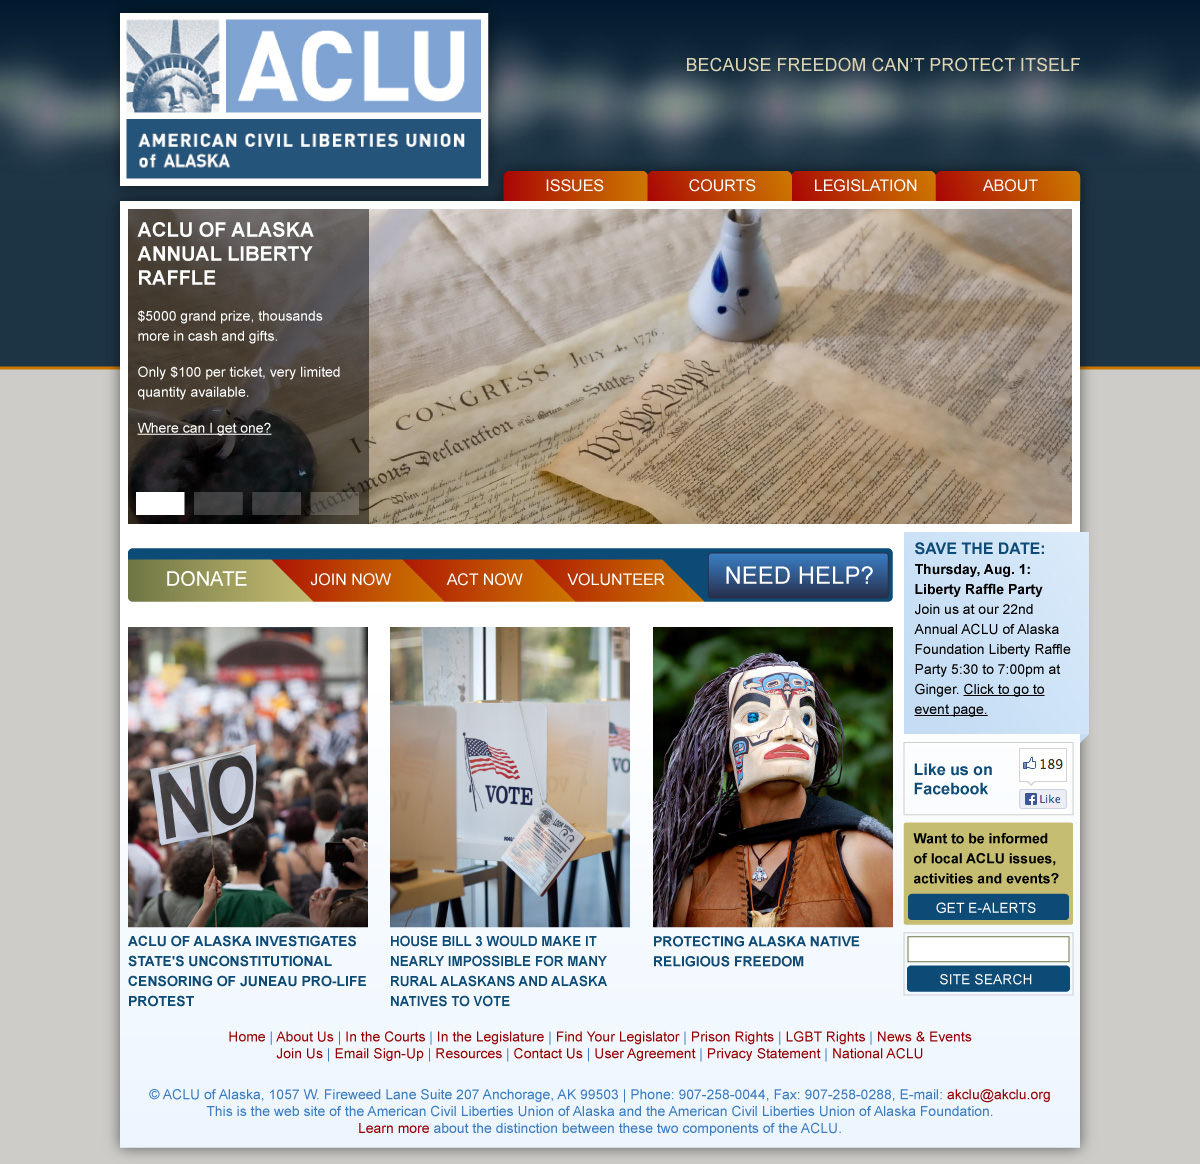 ACLU
AMERICAN CIVIL LIBERTIES UNION
of ALASKA
BECAUSE FREEDOM CAN'T PROTECT ITSELF
ISSUES
COURTS
LEGISLATION
ABOUT
ACLU OF ALASKA
ANNUAL LIBERTY
RAFFLE
$5000 grand prize, thousands
more in cash and gifts.
Only $100 per ticket, very limited
quantity available.
Where can I get one?
IN CONGRESS, JULY 4, 1776.
Declaration of the States of
We the People
DONATE
JOIN NOW
ACT NOW
VOLUNTEER
NEED HELP?
SAVE THE DATE:
Thursday, Aug. 1:
Liberty Raffle Party
Join us at our 22nd
Annual ACLU of Alaska
Foundation Liberty Raffle
Party 5:30 to 7:00pm at
Ginger. Click to go to
event page.
NO
VOTE
VO
Like us on
Facebook
189
Like
Want to be informed
of local ACLU issues,
activities and events?
GET E-ALERTS
SITE SEARCH
ACLU OF ALASKA INVESTIGATES
STATE'S UNCONSTITUTIONAL
CENSORING OF JUNEAU PRO-LIFE
PROTEST
HOUSE BILL 3 WOULD MAKE IT
NEARLY IMPOSSIBLE FOR MANY
RURAL ALASKANS AND ALASKA
NATIVES TO VOTE
PROTECTING ALASKA NATIVE
RELIGIOUS FREEDOM
Home | About Us | In the Courts | In the Legislature | Find Your Legislator | Prison Rights | LGBT Rights | News & Events
Join Us | Email Sign-Up | Resources | Contact Us | User Agreement | Privacy Statement | National ACLU
© ACLU of Alaska, 1057 W. Fireweed Lane Suite 207 Anchorage, AK 99503 | Phone: 907-258-0044, Fax: 907-258-0288, E-mail: akclu@akclu.org
This is the web site of the American Civil Liberties Union of Alaska and the American Civil Liberties Union of Alaska Foundation.
Learn more about the distinction between these two components of the ACLU.